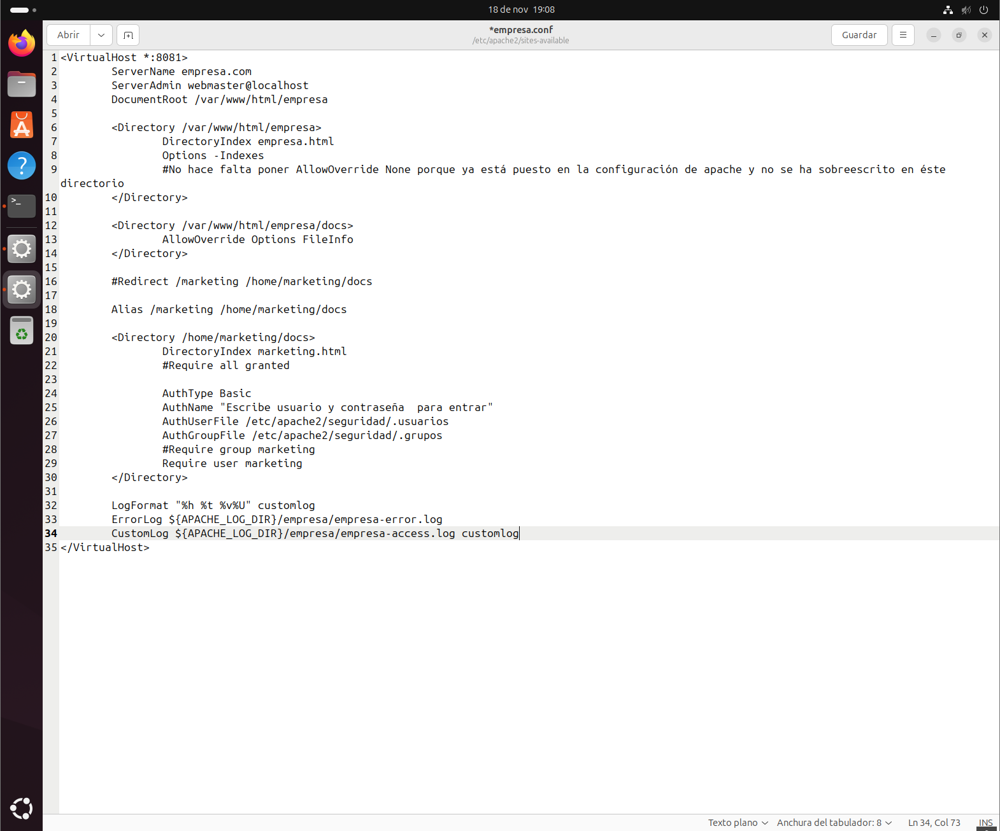 18 de nov 19:08
Abrir
*empresa.conf
/etc/apache2/sites-available
Guardar
1 <VirtualHost *:8081>
2 ServerName empresa.com
3 ServerAdmin webmaster@localhost
4 DocumentRoot /var/www/html/empresa
5
6 <Directory /var/www/html/empresa>
7 DirectoryIndex empresa.html
8 Options -Indexes
9 #No hace falta poner AllowOverride None porque ya está puesto en la configuración de apache y no se ha sobreescrito en éste
directorio
10 </Directory>
11
12 <Directory /var/www/html/empresa/docs>
13 AllowOverride Options FileInfo
14 </Directory>
15
16 #Redirect /marketing /home/marketing/docs
17
18 Alias /marketing /home/marketing/docs
19
20 <Directory /home/marketing/docs>
21 DirectoryIndex marketing.html
22 #Require all granted
23
24 AuthType Basic
25 AuthName "Escribe usuario y contraseña  para entrar"
26 AuthUserFile /etc/apache2/seguridad/.usuarios
27 AuthGroupFile /etc/apache2/seguridad/.grupos
28 #Require group marketing
29 Require user marketing
30 </Directory>
31
32 LogFormat "%h %t %v%U" customlog
33 ErrorLog ${APACHE_LOG_DIR}/empresa/empresa-error.log
34 CustomLog ${APACHE_LOG_DIR}/empresa/empresa-access.log customlog
35 </VirtualHost>
Texto plano Anchura del tabulador: 8 Ln 34, Col 73 INS